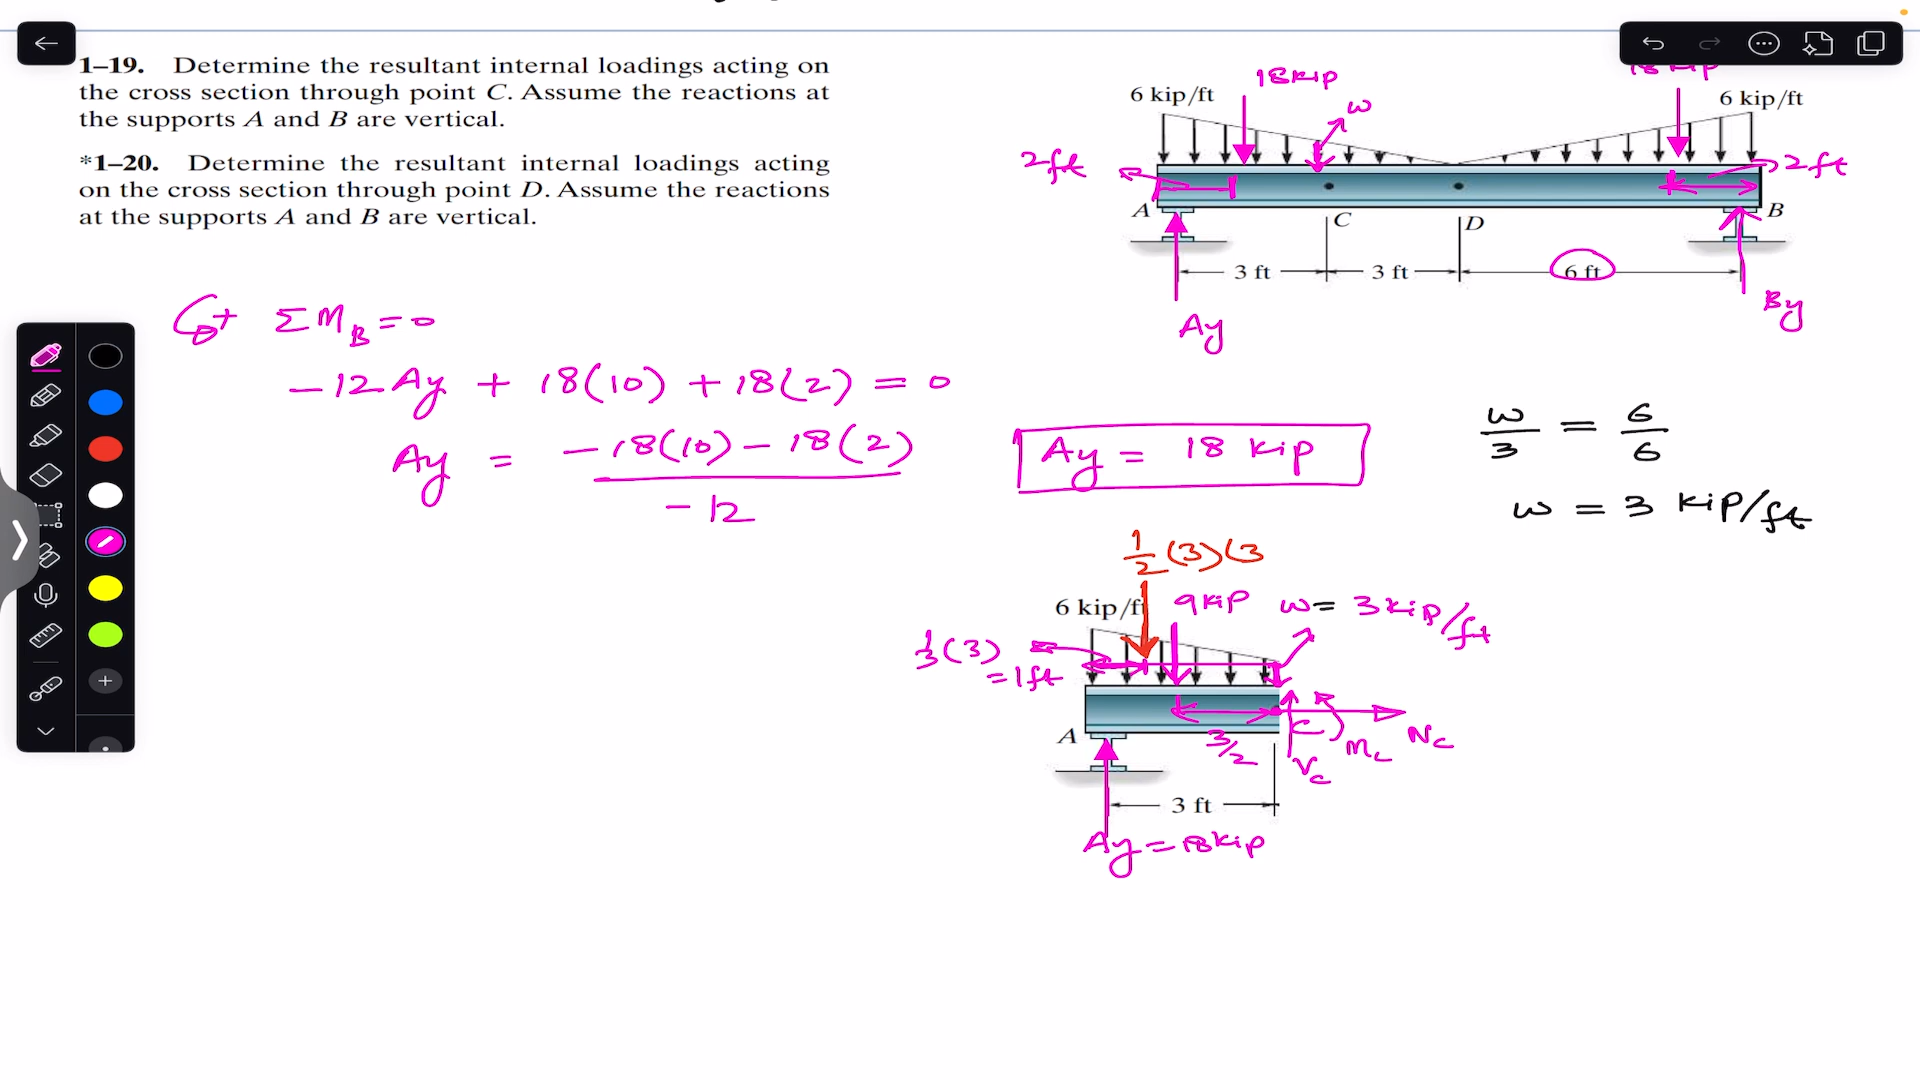 1–19. Determine the resultant internal loadings acting on
the cross section through point C. Assume the reactions at
the supports A and B are vertical.
*1–20. Determine the resultant internal loadings acting
on the cross section through point D. Assume the reactions
at the supports A and B are vertical.
18kip
6 kip/ft
w
6 kip/ft
2ft
2ft
A
C
D
B
3 ft
3 ft
6 ft
Ay
By
+ ΣM_B = 0
-12Ay + 18(10) + 18(2) = 0
Ay = -18(10) - 18(2)
-12
Ay = 18 kip
w/3 = 6/6
w = 3 kip/ft
1/2 (3)(3
6 kip/f
9kip
w = 3kip/ft
1/3(3)
= 1ft
A
C
3/2
Vc
Mc
Nc
3 ft
Ay = 18kip